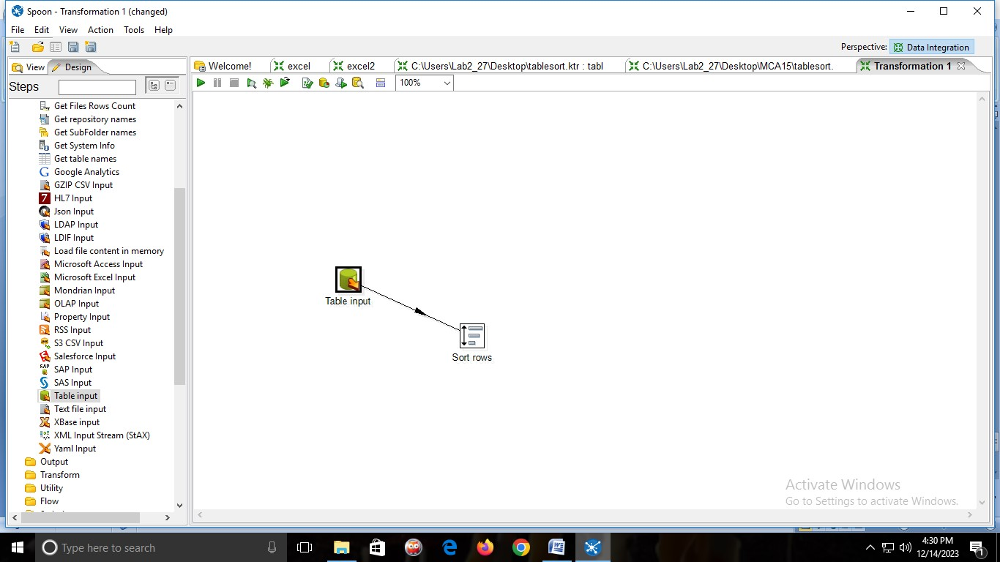 Spoon - Transformation 1 (changed)
File Edit View Action Tools Help
Perspective: Data Integration
View Design
Welcome! excel excel2 C:\Users\Lab2_27\Desktop\tablesort.ktr : tabl C:\Users\Lab2_27\Desktop\MCA15\tablesort. Transformation 1
Steps
100%
Get Files Rows Count
Get repository names
Get SubFolder names
Get System Info
Get table names
Google Analytics
GZIP CSV Input
7 HL7 Input
Json Input
LDAP Input
LDIF Input
Load file content in memory
Microsoft Access Input
Microsoft Excel Input
Mondrian Input
OLAP Input
Property Input
RSS Input
S3 CSV Input
Salesforce Input
SAP SAP Input
SAS Input
Table input
Text file input
XBase input
XML Input Stream (StAX)
Yaml Input
Output
Transform
Utility
Flow
Table input
Sort rows
Activate Windows
Go to Settings to activate Windows.
Type here to search
4:30 PM
12/14/2023
1